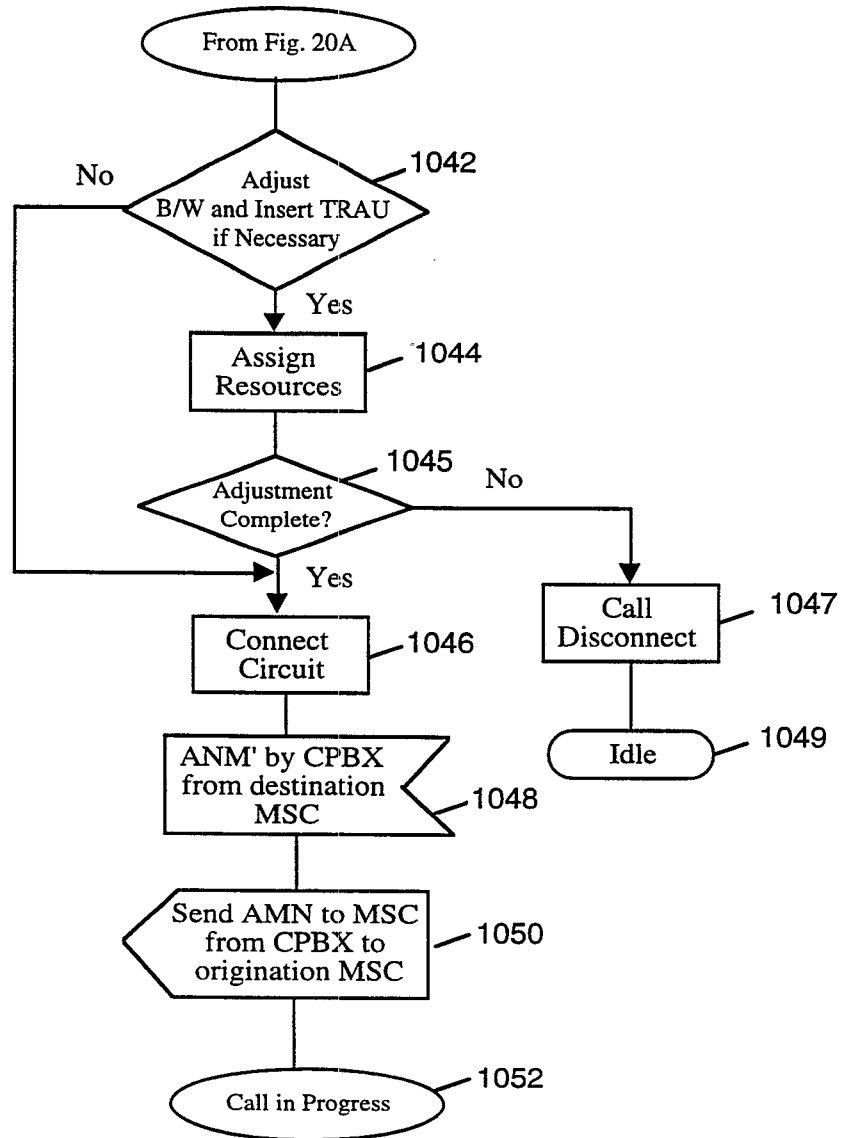 From Fig. 20A
1042
No
Adjust
B/W and Insert TRAU
if Necessary
Yes
Assign
Resources
1044
1045
No
Adjustment
Complete?
Yes
Call
Disconnect
1047
Connect
Circuit
1046
Idle
1049
ANM' by CPBX
from destination
MSC
1048
Send AMN to MSC
from CPBX to
origination MSC
1050
1052
Call in Progress